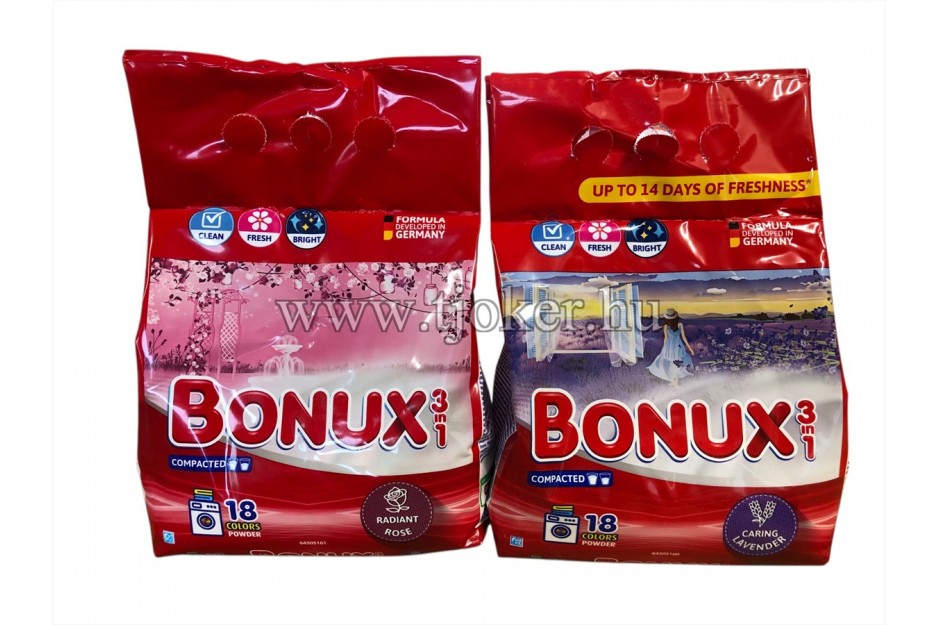 CLEAN
FRESH
BRIGHT
FORMULA
DEVELOPED IN
GERMANY
BONUX 3in1
COMPACTED
18
COLORS
POWDER
RADIANT
ROSE
BONUX
UP TO 14 DAYS OF FRESHNESS*
CLEAN
FRESH
BRIGHT
FORMULA
DEVELOPED IN
GERMANY
BONUX 3in1
COMPACTED
18
COLORS
POWDER
CARING
LAVENDER
BONUX
www.tjoker.hu